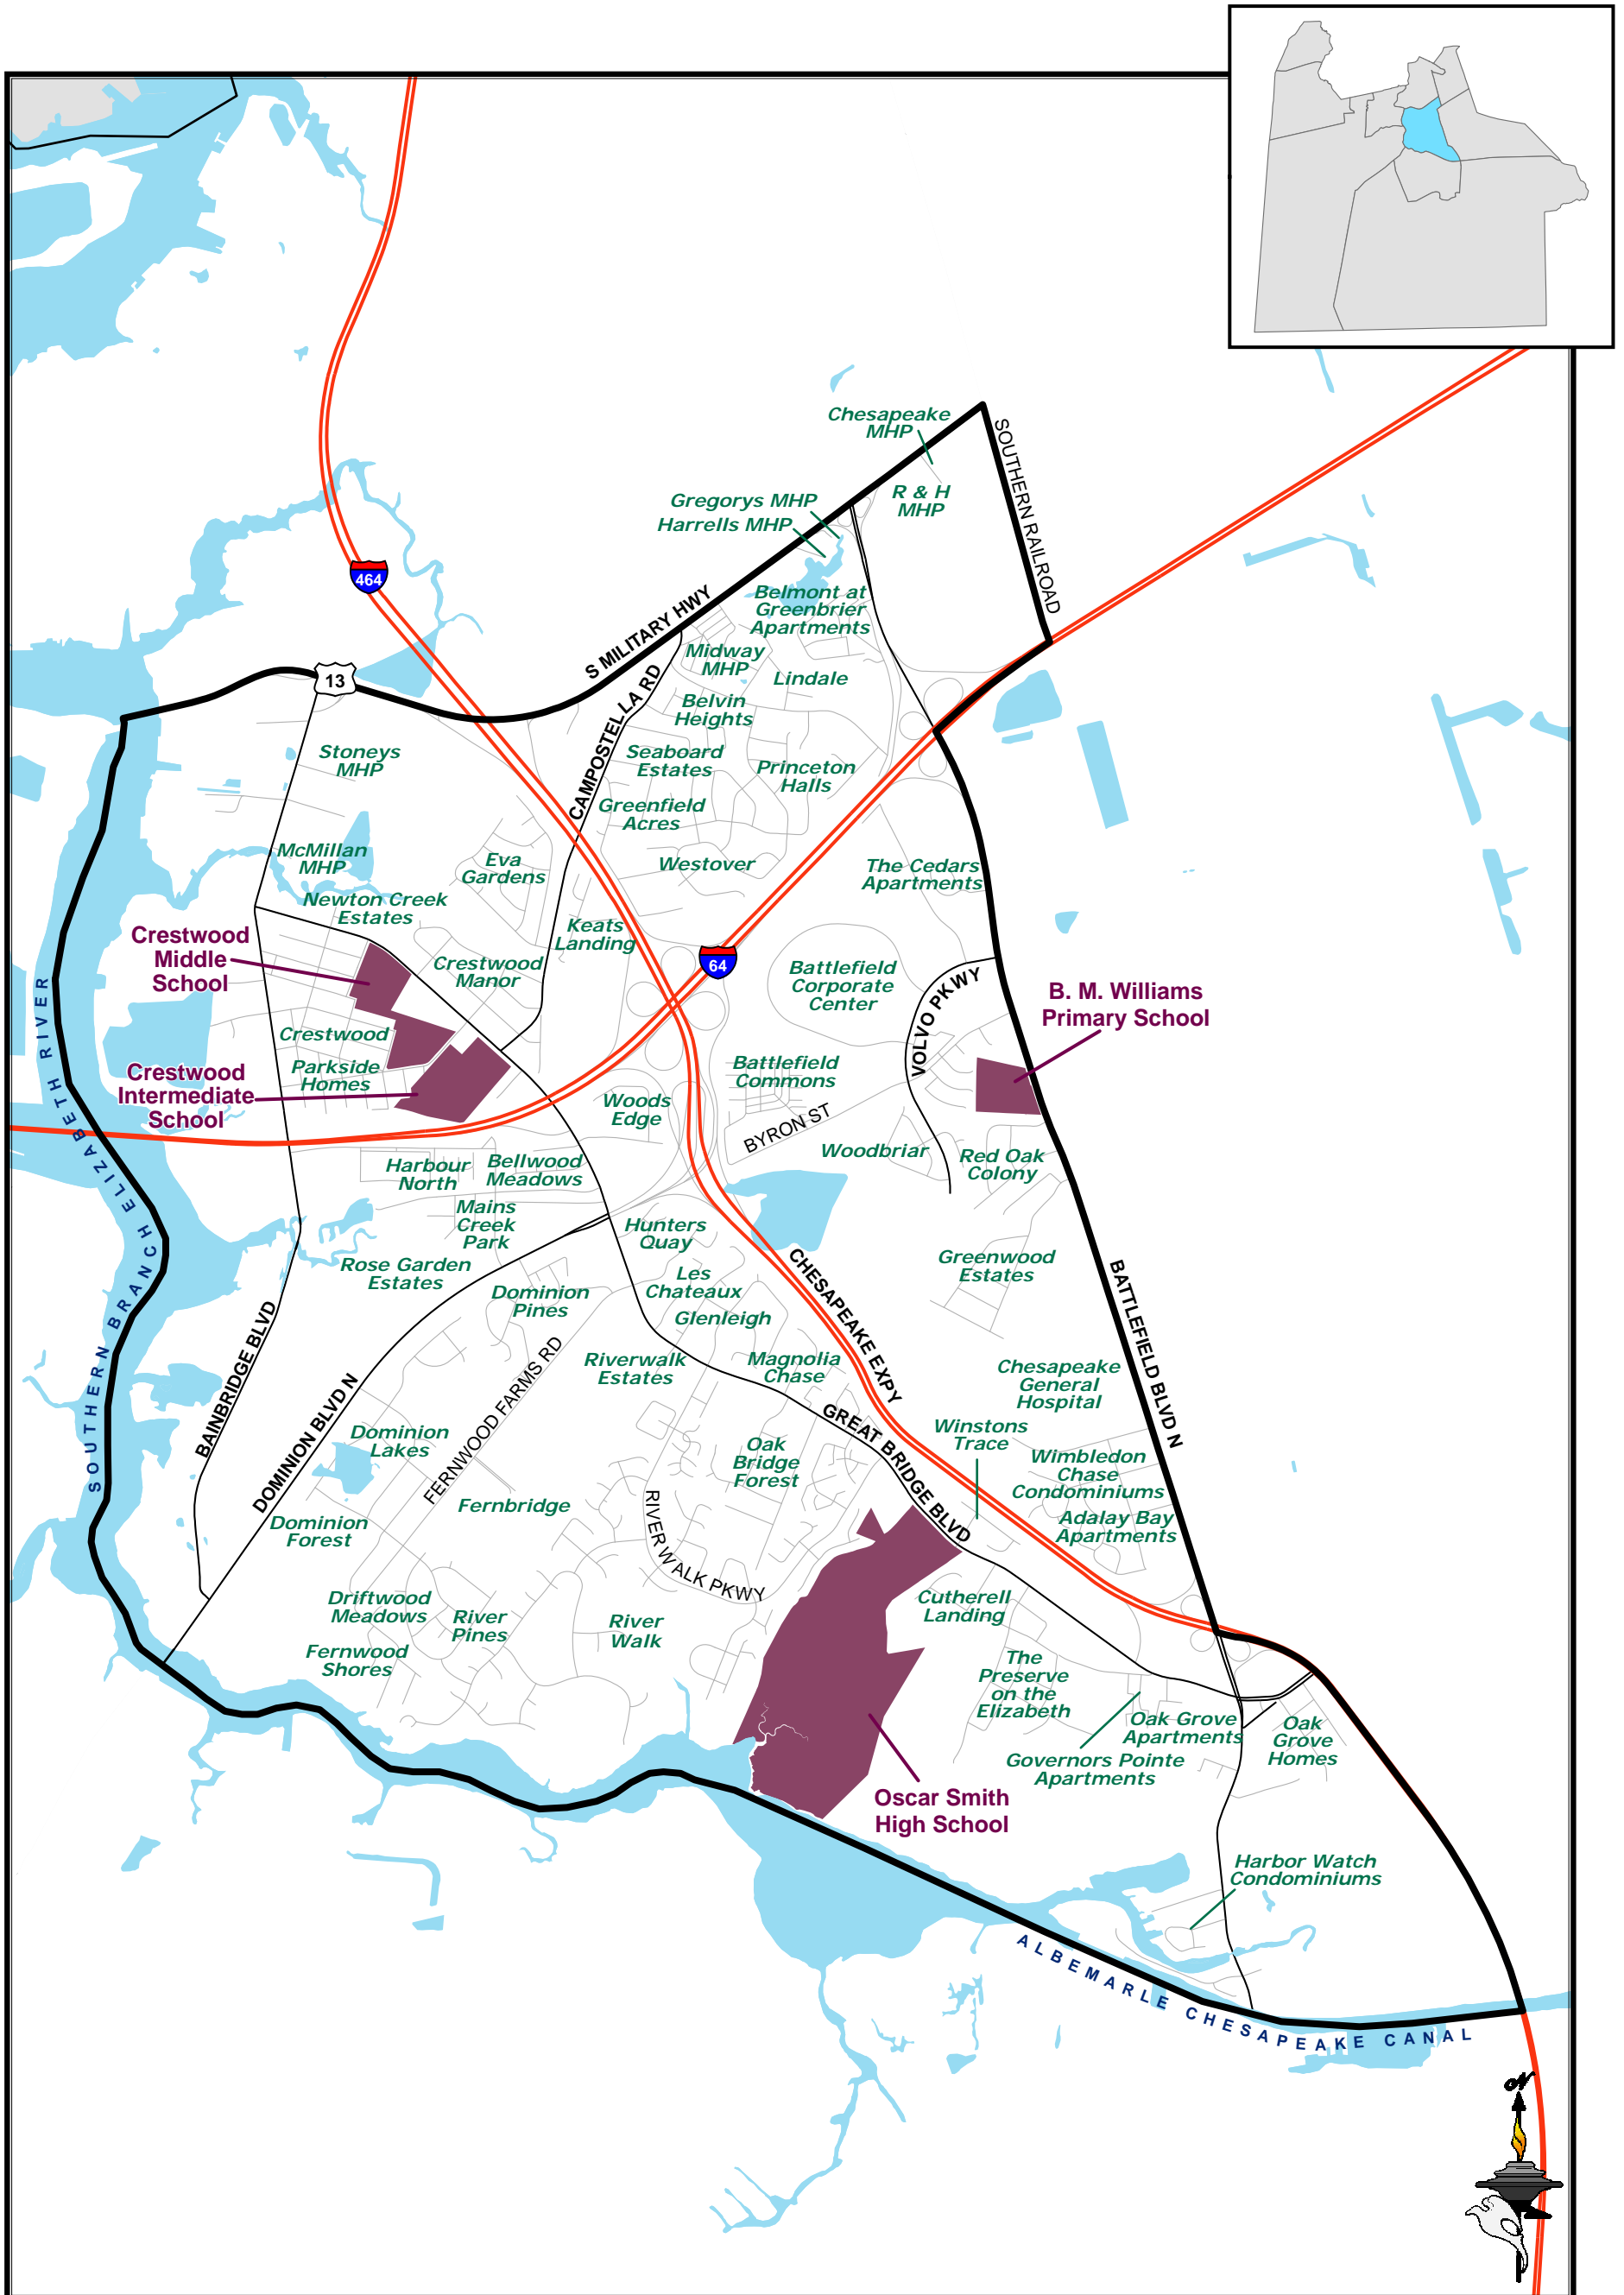 Chesapeake
MHP
SOUTHERN RAILROAD
R & H
MHP
Gregorys MHP
Harrells MHP
464
S MILITARY HWY
Belmont at
Greenbrier
Apartments
Midway
MHP
Lindale
13
CAMPOSTELLA RD
Belvin
Heights
Stoneys
MHP
Seaboard
Estates
Princeton
Halls
Greenfield
Acres
McMillan
MHP
Eva
Gardens
Westover
The Cedars
Apartments
Newton Creek
Estates
Keats
Landing
Crestwood
Middle
School
Crestwood
Manor
64
Battlefield
Corporate
Center
VOLVO PKWY
B. M. Williams
Primary School
Crestwood
Parkside
Homes
Crestwood
Intermediate
School
Battlefield
Commons
Woods
Edge
BYRON ST
Woodbriar
Red Oak
Colony
Harbour
North
Bellwood
Meadows
Mains
Creek
Park
Hunters
Quay
Rose Garden
Estates
Greenwood
Estates
Les
Chateaux
Dominion
Pines
Glenleigh
CHESAPEAKE EXPY
BATTLEFIELD BLVD N
SOUTHERN BRANCH ELIZABETH RIVER
BAINBRIDGE BLVD
DOMINION BLVD N
FERNWOOD FARMS RD
Riverwalk
Estates
Magnolia
Chase
Chesapeake
General
Hospital
GREAT BRIDGE BLVD
Winstons
Trace
Dominion
Lakes
Oak
Bridge
Forest
Wimbledon
Chase
Condominiums
Fernbridge
Dominion
Forest
Adalay Bay
Apartments
RIVERWALK PKWY
Driftwood
Meadows
River
Pines
River
Walk
Cutherell
Landing
Fernwood
Shores
The
Preserve
on the
Elizabeth
Oak Grove
Apartments
Oak
Grove
Homes
Governors Pointe
Apartments
Oscar Smith
High School
Harbor Watch
Condominiums
ALBEMARLE CHESAPEAKE CANAL
N